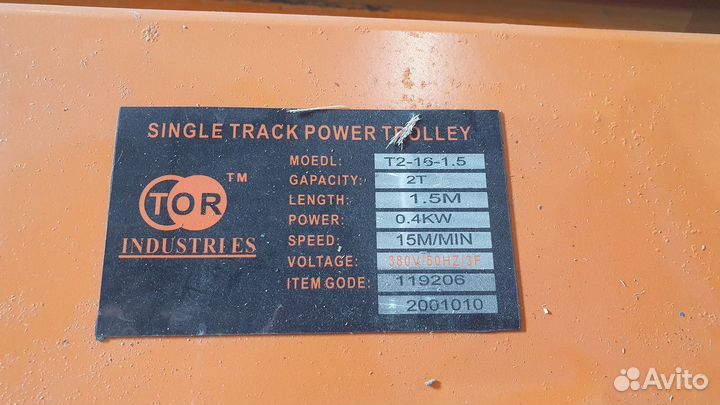 SINGLE TRACK POWER TROLLEY
TOR TM
INDUSTRIES
MOEDL: T2-16-1.5
GAPACITY: 2T
LENGTH: 1.5M
POWER: 0.4KW
SPEED: 15M/MIN
VOLTAGE: 380V/50HZ/3F
ITEM GODE: 119206
2001010
Avito